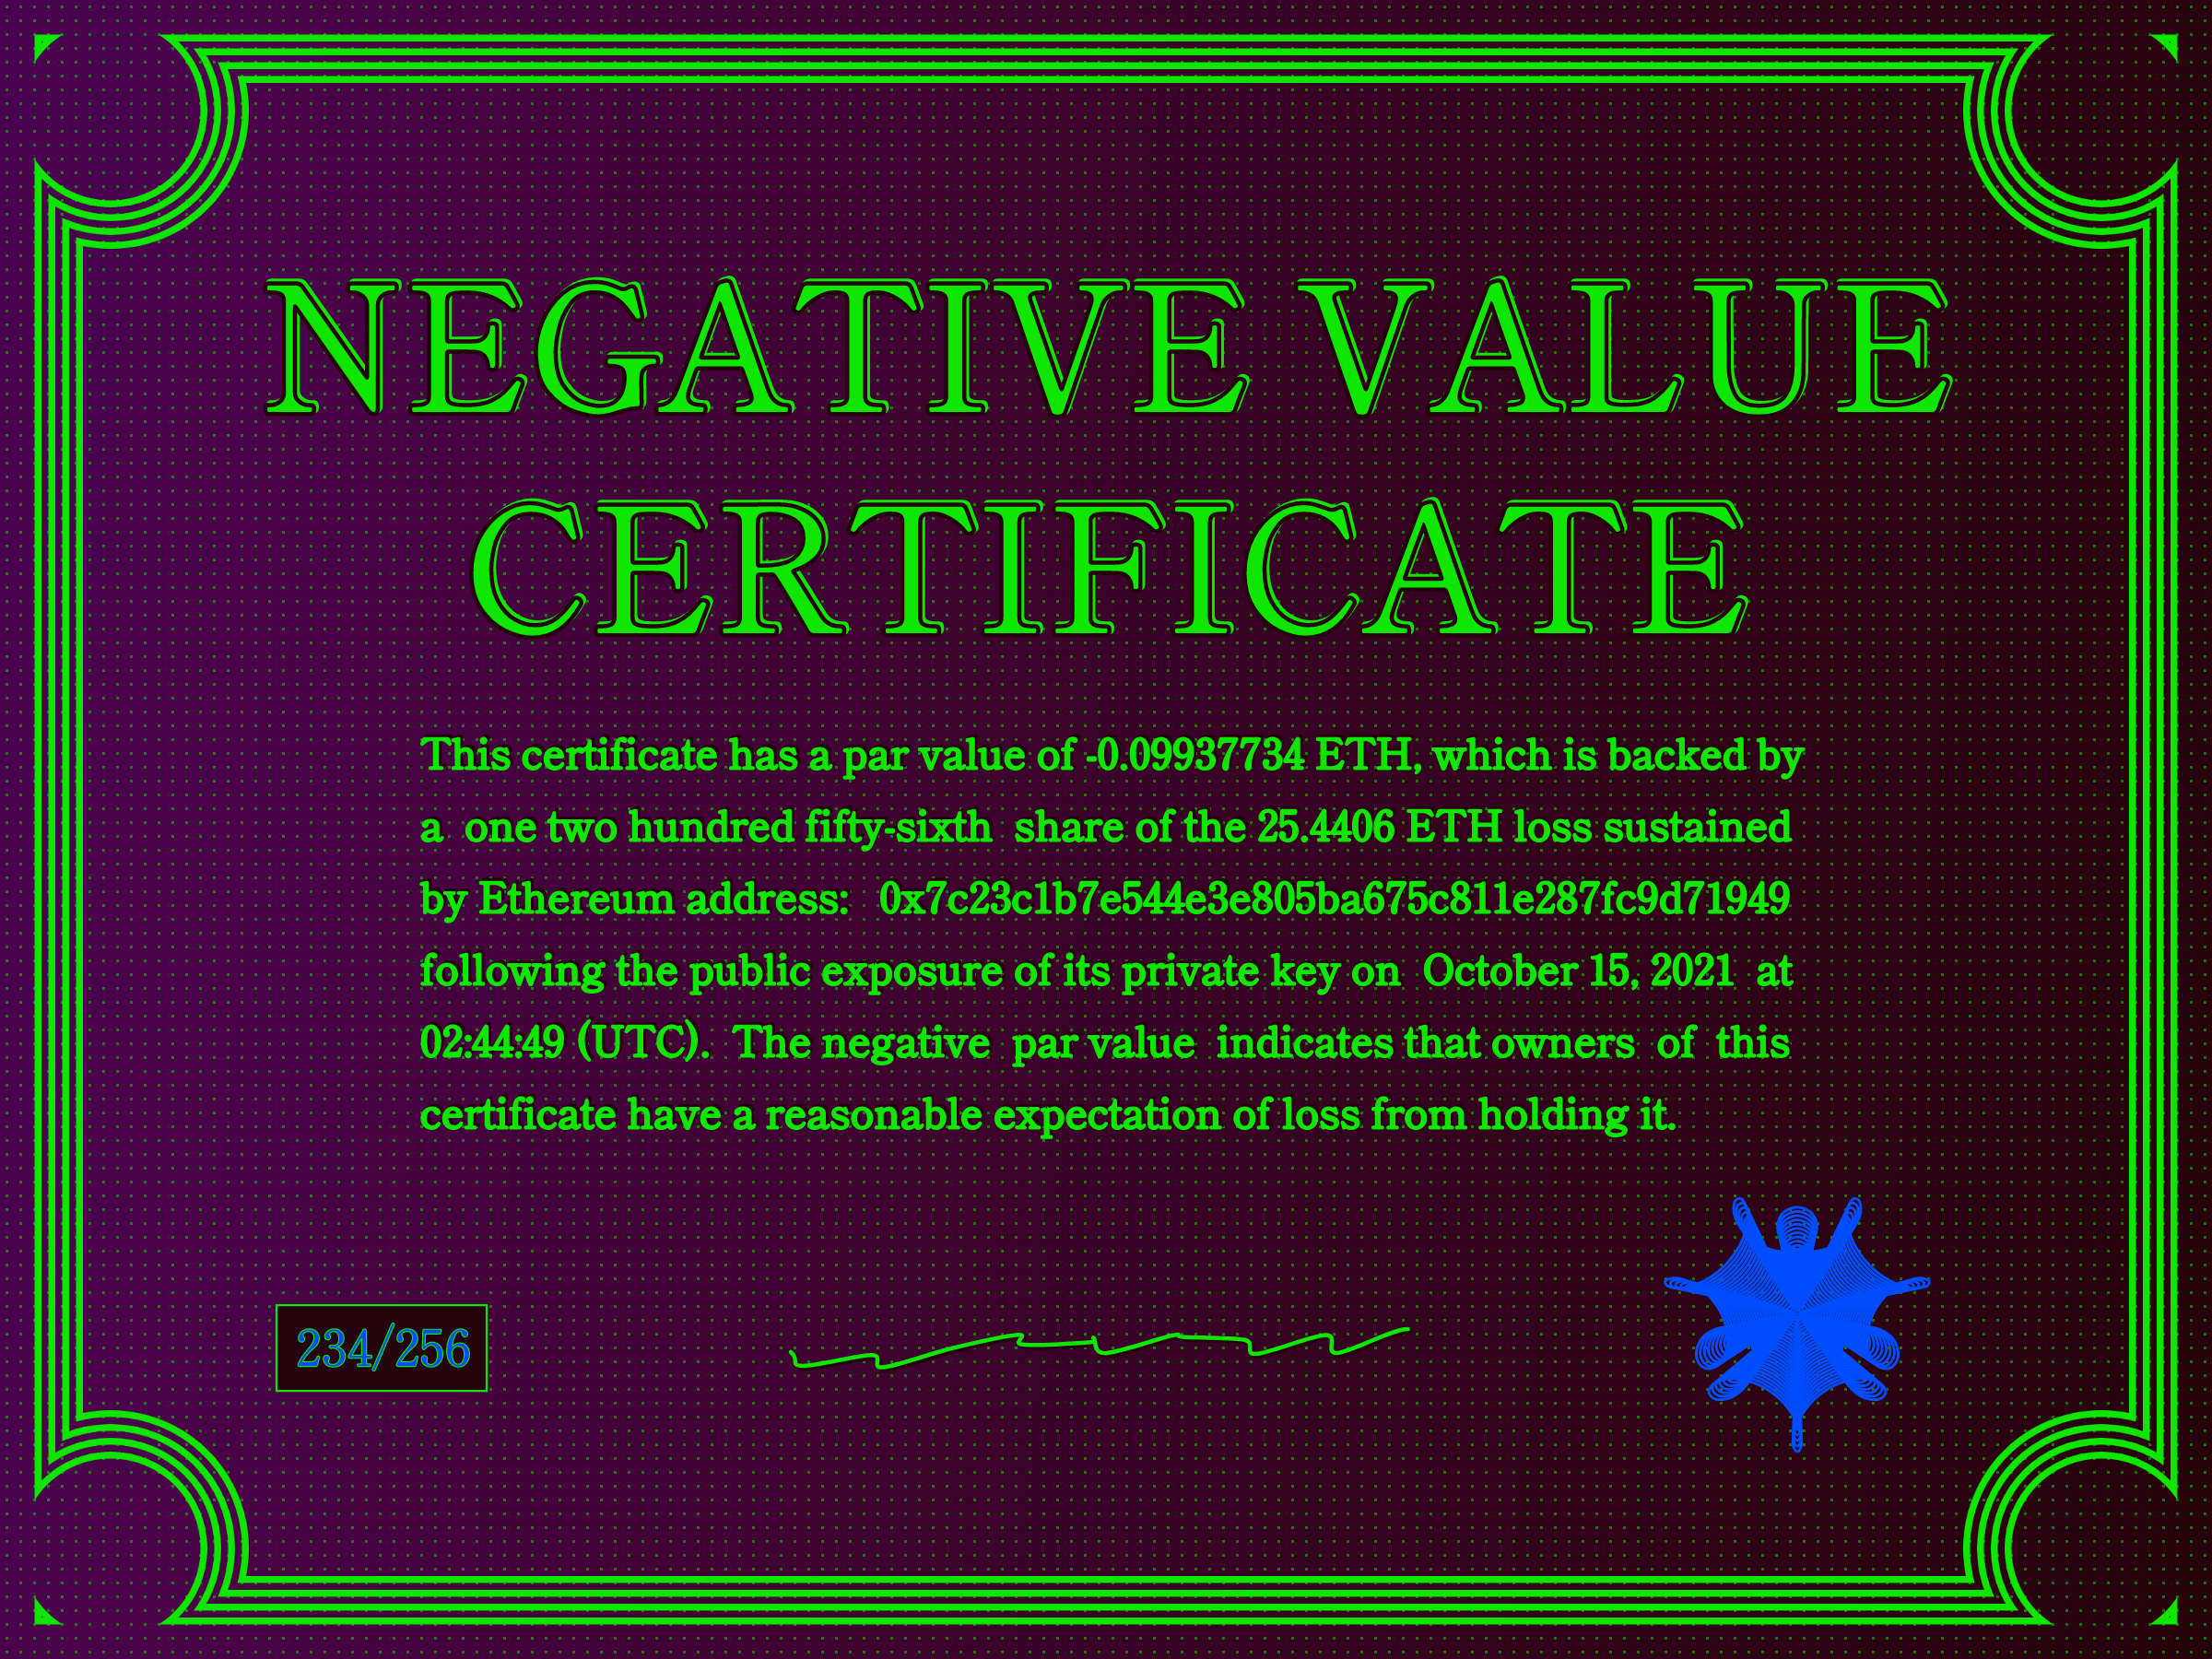 NEGATIVE VALUE
CERTIFICATE
This certificate has a par value of -0.09937734 ETH, which is backed by
a one two hundred fifty-sixth share of the 25.4406 ETH loss sustained
by Ethereum address: 0x7c23c1b7e544e3e805ba675c811e287fc9d71949
following the public exposure of its private key on October 15, 2021 at
02:44:49 (UTC). The negative par value indicates that owners of this
certificate have a reasonable expectation of loss from holding it.
234/256